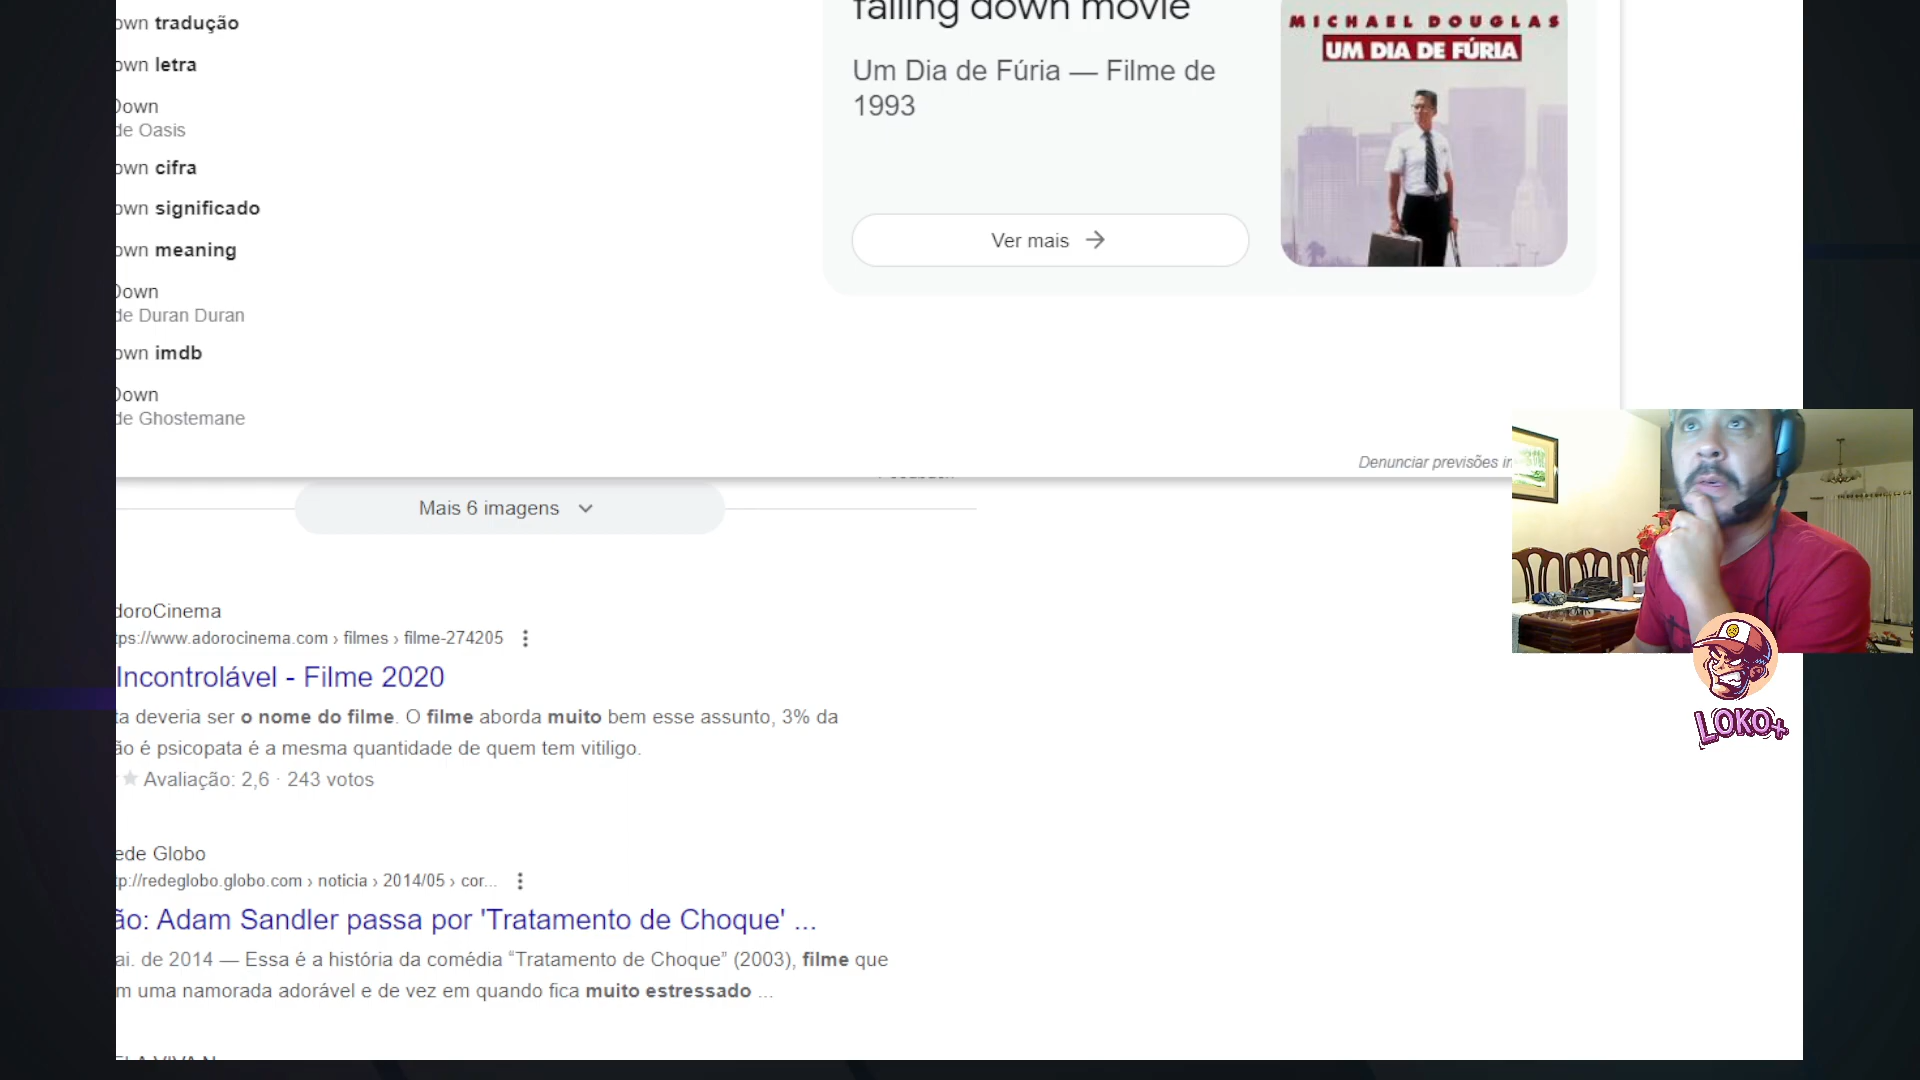 own tradução
own letra
Down
de Oasis
own cifra
own significado
own meaning
Down
de Duran Duran
own imdb
Down
de Ghostemane
falling down movie
Um Dia de Fúria — Filme de
1993
Ver mais
MICHAEL DOUGLAS
UM DIA DE FÚRIA
Denunciar previsões
Mais 6 imagens
doroCinema
tps://www.adorocinema.com › filmes › filme-274205
Incontrolável - Filme 2020
ta deveria ser o nome do filme. O filme aborda muito bem esse assunto, 3% da
ão é psicopata é a mesma quantidade de quem tem vitiligo.
Avaliação: 2,6 · 243 votos
ede Globo
tp://redeglobo.globo.com › noticia › 2014/05 › cor...
ão: Adam Sandler passa por 'Tratamento de Choque' ...
ai. de 2014 — Essa é a história da comédia “Tratamento de Choque” (2003), filme que
m uma namorada adorável e de vez em quando fica muito estressado ...
LOKO+